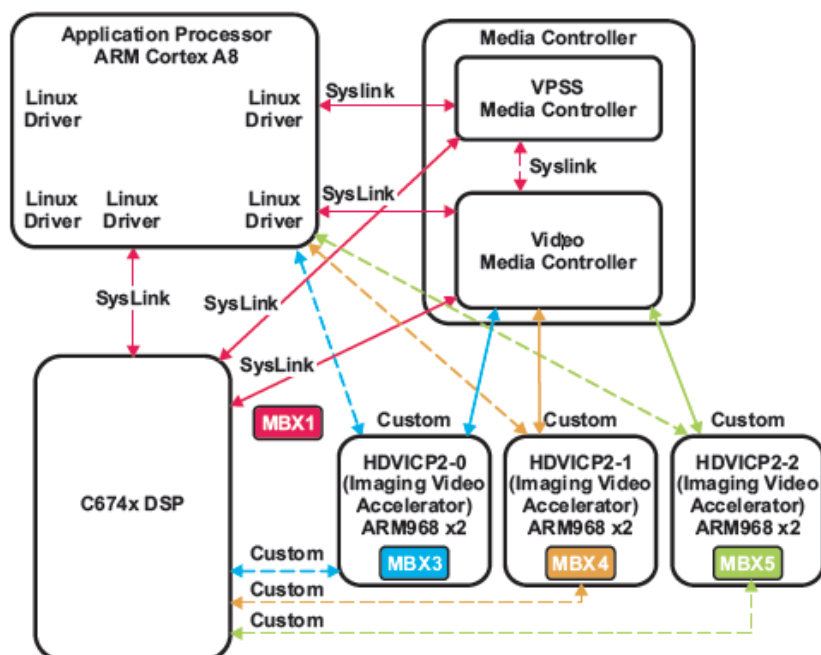 Application Processor
ARM Cortex A8
Linux
Driver
Linux
Driver
Linux
Driver
Linux
Driver
Linux
Driver
Syslink
SysLink
Media Controller
VPSS
Media Controller
Syslink
Video
Media Controller
SysLink
SysLink
SysLink
MBX1
C674x DSP
Custom
HDVICP2-0
(Imaging Video
Accelerator)
ARM968 x2
MBX3
Custom
HDVICP2-1
(Imaging Video
Accelerator)
ARM968 x2
MBX4
Custom
HDVICP2-2
(Imaging Video
Accelerator)
ARM968 x2
MBX5
Custom
Custom
Custom